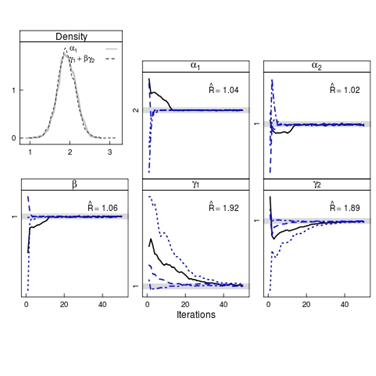 Density
α₁
γ₁ + βγ₂
1
0
1 2 3
α₁
R̂ = 1.04
2
α₂
R̂ = 1.02
1
β
R̂ = 1.06
1
0 20 40
γ₁
R̂ = 1.92
1
0 20 40
γ₂
R̂ = 1.89
1
0 20 40
Iterations